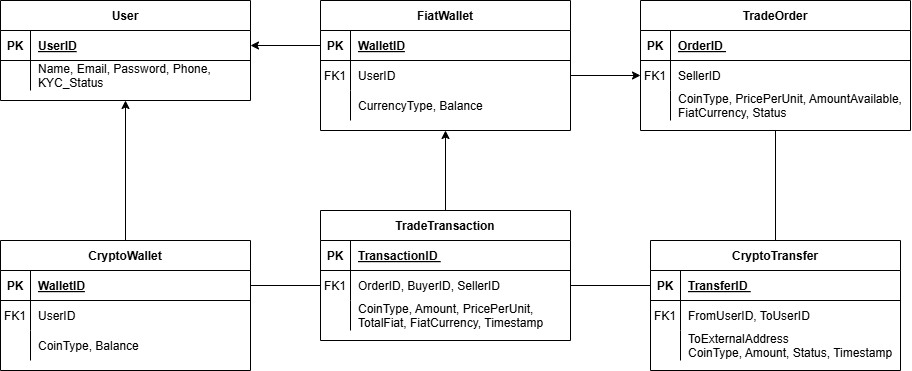 User
PK UserID
Name, Email, Password, Phone,
KYC_Status
FiatWallet
PK WalletID
FK1 UserID
CurrencyType, Balance
TradeOrder
PK OrderID
FK1 SellerID
CoinType, PricePerUnit, AmountAvailable,
FiatCurrency, Status
CryptoWallet
PK WalletID
FK1 UserID
CoinType, Balance
TradeTransaction
PK TransactionID
FK1 OrderID, BuyerID, SellerID
CoinType, Amount, PricePerUnit,
TotalFiat, FiatCurrency, Timestamp
CryptoTransfer
PK TransferID
FK1 FromUserID, ToUserID
ToExternalAddress
CoinType, Amount, Status, Timestamp